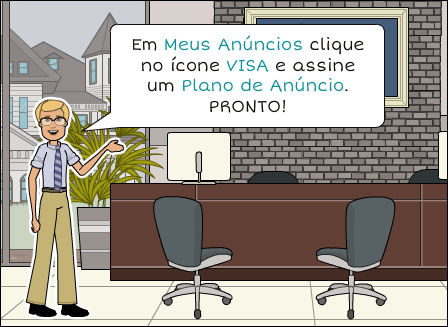 Em Meus Anúncios clique
no ícone VISA e assine
um Plano de Anúncio.
PRONTO!